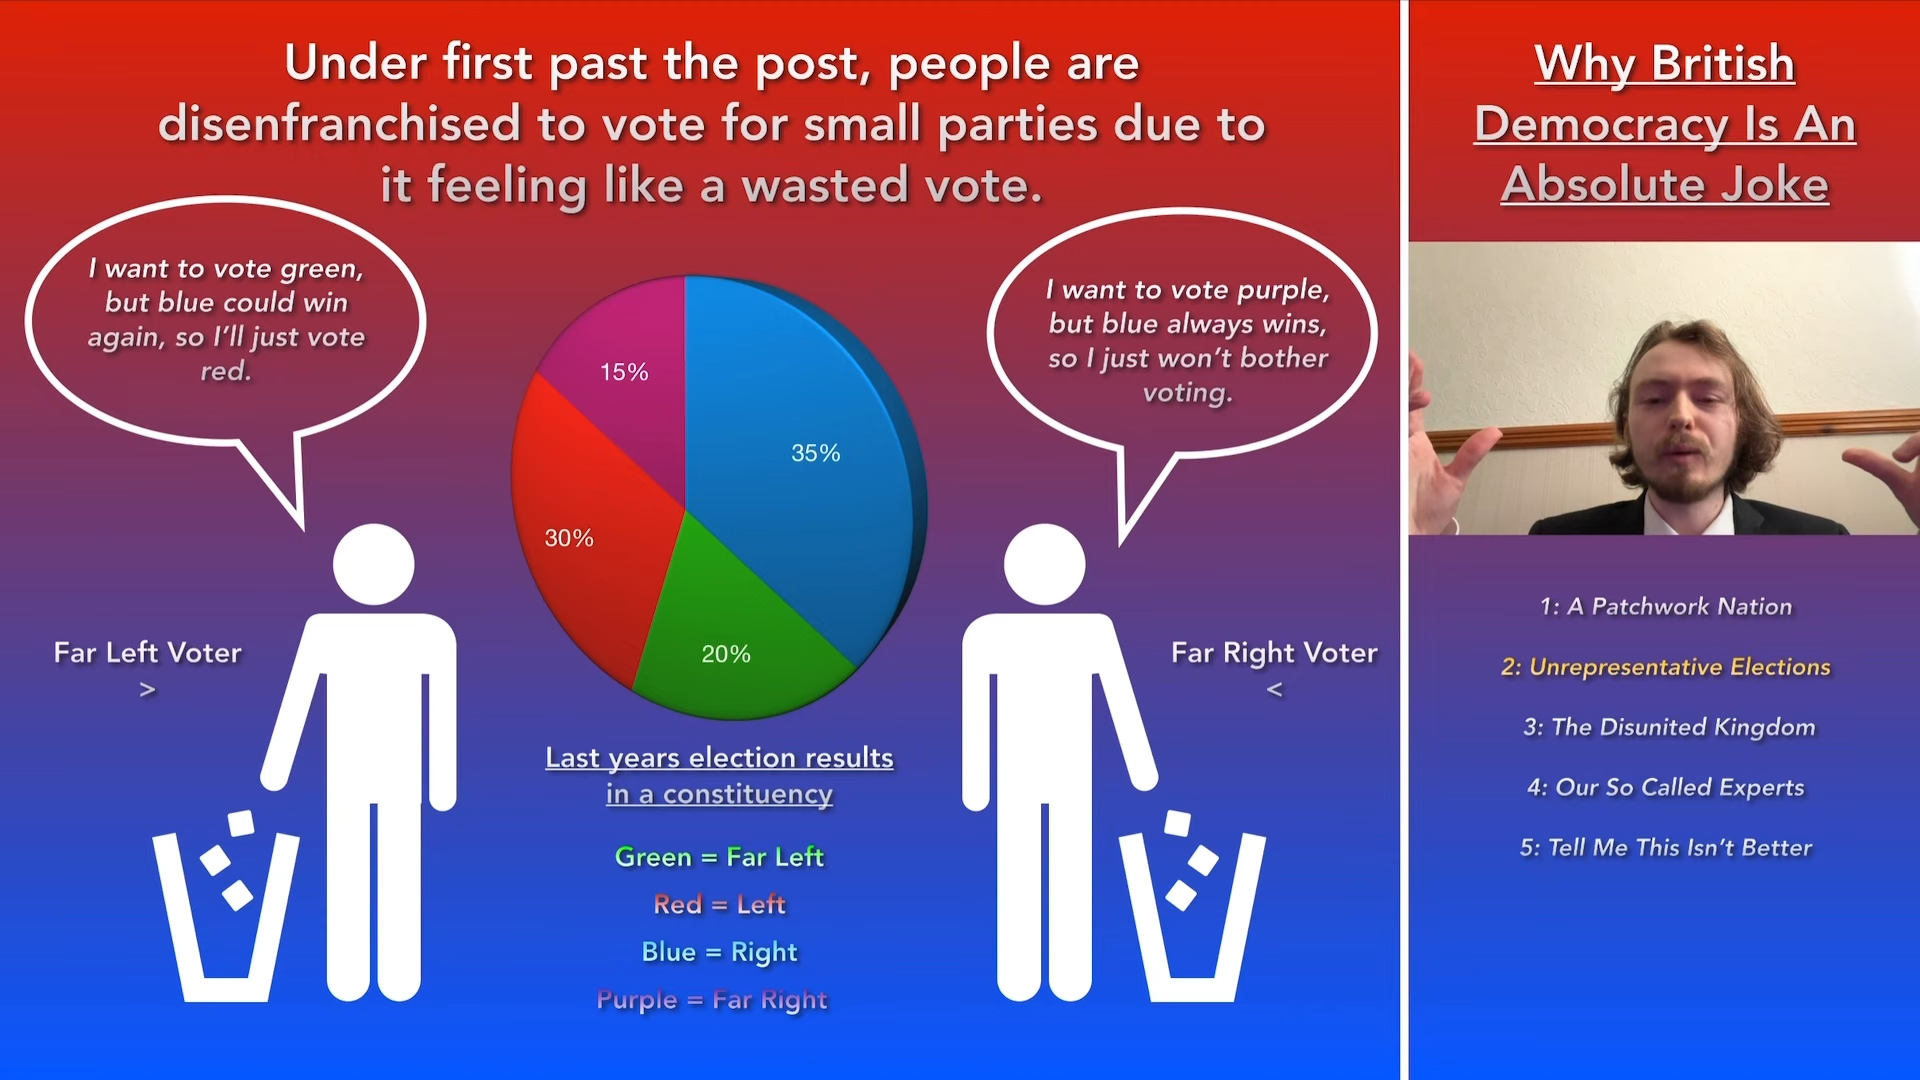 Under first past the post, people are
disenfranchised to vote for small parties due to
it feeling like a wasted vote.
I want to vote green,
but blue could win
again, so I'll just vote
red.
I want to vote purple,
but blue always wins,
so I just won't bother
voting.
15%
35%
30%
20%
Far Left Voter
>
Far Right Voter
<
Last years election results
in a constituency
Green = Far Left
Red = Left
Blue = Right
Purple = Far Right
Why British
Democracy Is An
Absolute Joke
1: A Patchwork Nation
2: Unrepresentative Elections
3: The Disunited Kingdom
4: Our So Called Experts
5: Tell Me This Isn't Better